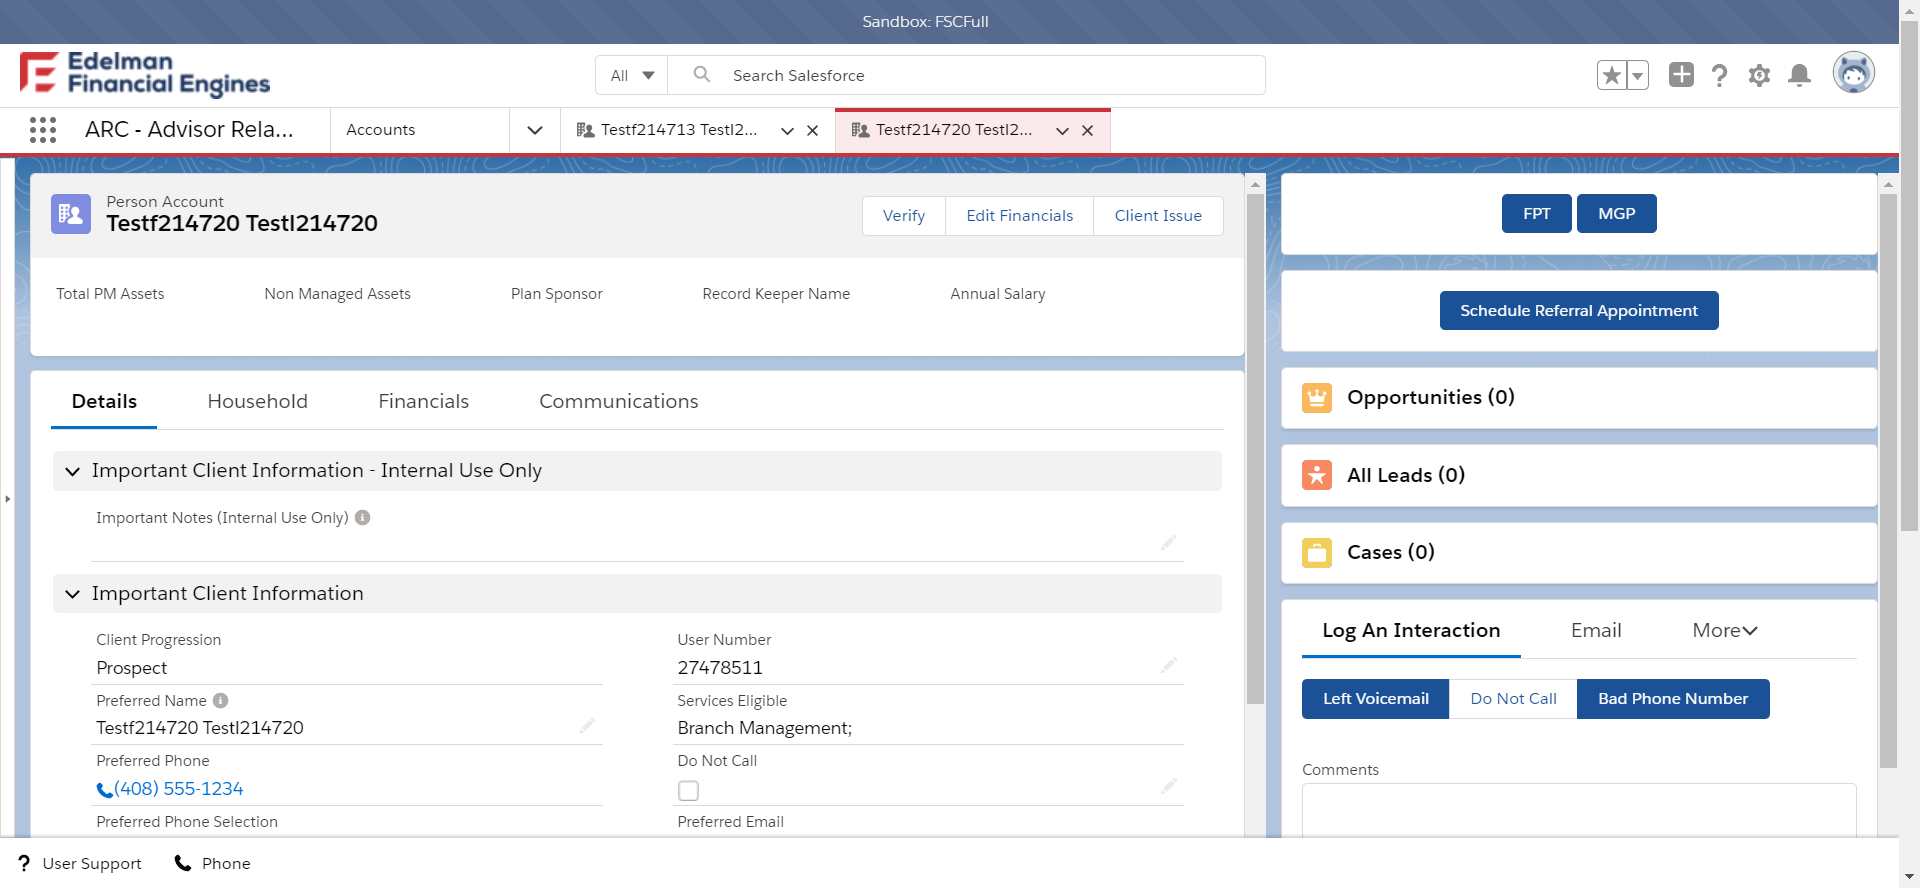 Sandbox: FSCFull
Edelman
Financial Engines
All
Search Salesforce
ARC - Advisor Rela...
Accounts
Testf214713 Testl2...
Testf214720 Testl2...
Person Account
Testf214720 Testl214720
Verify
Edit Financials
Client Issue
Total PM Assets
Non Managed Assets
Plan Sponsor
Record Keeper Name
Annual Salary
Details
Household
Financials
Communications
Important Client Information - Internal Use Only
Important Notes (Internal Use Only)
Important Client Information
Client Progression
Prospect
User Number
27478511
Preferred Name
Testf214720 Testl214720
Services Eligible
Branch Management;
Preferred Phone
(408) 555-1234
Do Not Call
Preferred Phone Selection
Preferred Email
FPT
MGP
Schedule Referral Appointment
Opportunities (0)
All Leads (0)
Cases (0)
Log An Interaction
Email
More
Left Voicemail
Do Not Call
Bad Phone Number
Comments
User Support
Phone